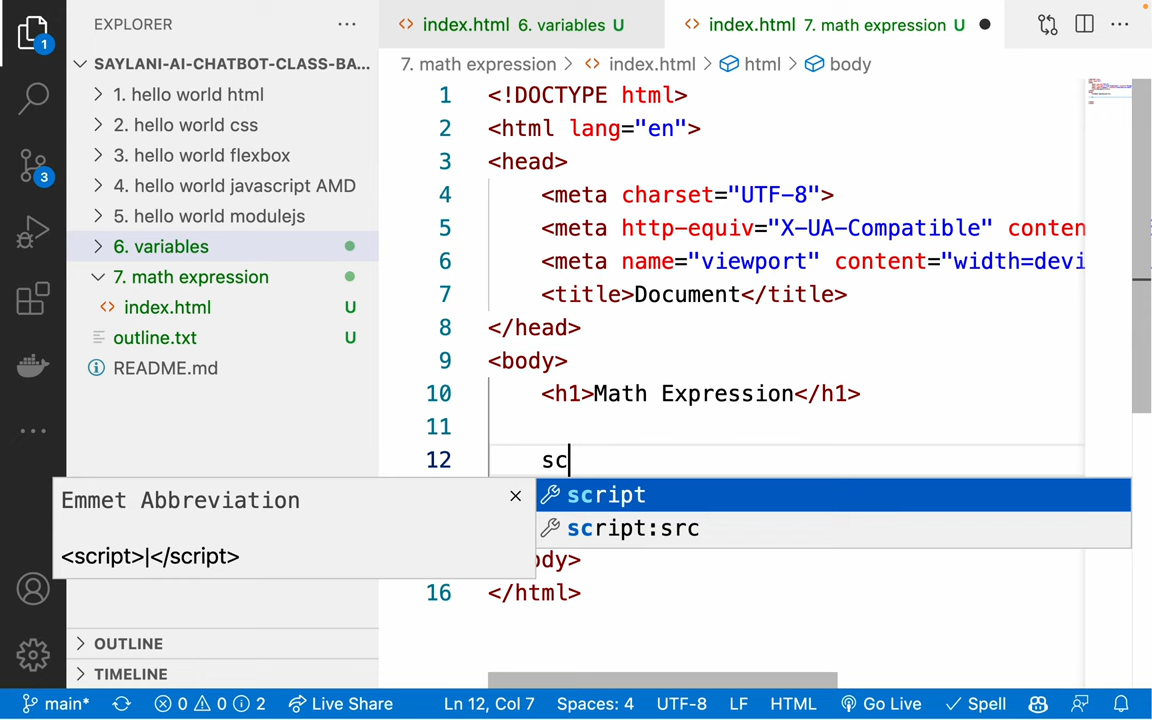 EXPLORER
index.html 6. variables U
index.html 7. math expression U
SAYLANI-AI-CHATBOT-CLASS-BA...
7. math expression > index.html > html > body
1. hello world html
2. hello world css
3. hello world flexbox
4. hello world javascript AMD
5. hello world modulejs
6. variables
7. math expression
index.html U
outline.txt U
README.md
1
3
1 <!DOCTYPE html>
2 <html lang="en">
3 <head>
4 <meta charset="UTF-8">
5 <meta http-equiv="X-UA-Compatible" conten
6 <meta name="viewport" content="width=devi
7 <title>Document</title>
8 </head>
9 <body>
10 <h1>Math Expression</h1>
11
12 sc
Emmet Abbreviation
<script>|</script>
script
script:src
ody>
16 </html>
OUTLINE
TIMELINE
main* 0 0 2 Live Share Ln 12, Col 7 Spaces: 4 UTF-8 LF HTML Go Live Spell